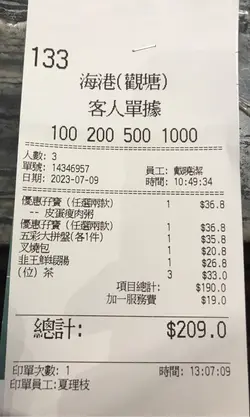 133
海港(觀塘)
客人單據
100 200 500 1000
人數: 3
單號: 14346957 員工: 戴曉潔
日期: 2023-07-09 時間: 10:49:34
優惠孖寶 (任選兩款) 1 $36.8
-- 皮蛋瘦肉粥
優惠孖寶 (任選兩款) 1 $36.8
五彩大拼盤(各1件) 1 $35.8
叉燒包 1 $20.8
韭王鮮蝦腸 1 $26.8
(位) 茶 3 $33.0
項目總計: $190.0
加一服務費 $19.0
總計: $209.0
印單次數: 1 時間: 13:07:09
印單員工: 夏理枝